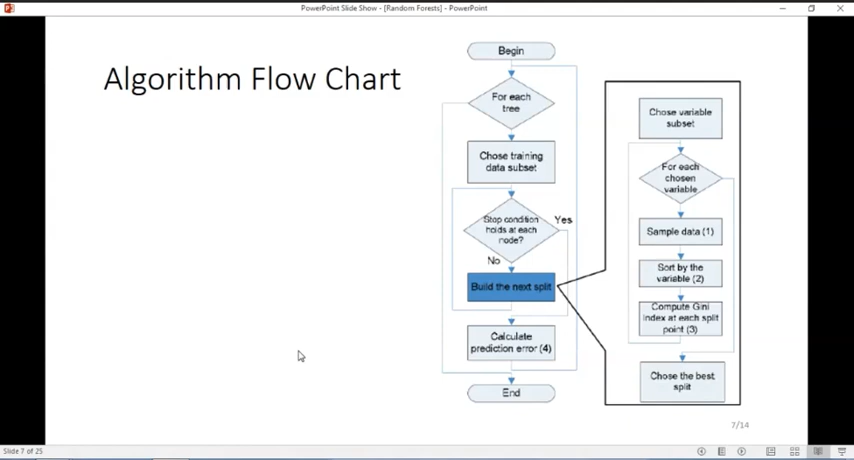 PowerPoint Slide Show - [Random Forests] - PowerPoint
Algorithm Flow Chart
Begin
For each
tree
Chose training
data subset
Stop condition
holds at each
node?
Yes
No
Build the next split
Calculate
prediction error (4)
End
Chose variable
subset
For each
chosen
variable
Sample data (1)
Sort by the
variable (2)
Compute Gini
index at each split
point (3)
Chose the best
split
7/14
Slide 7 of 25